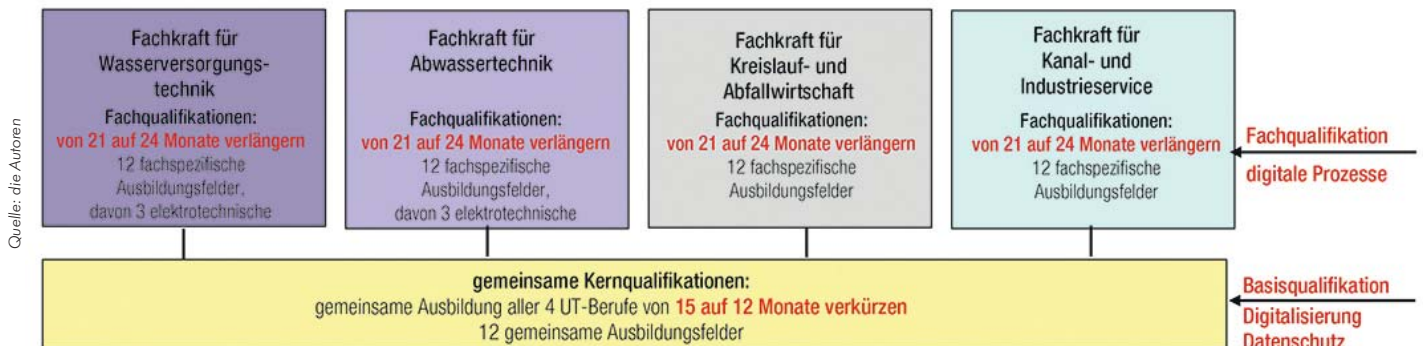 Quelle: die Autoren
Fachkraft für
Wasserversorgungs-
technik
Fachqualifikationen:
von 21 auf 24 Monate verlängern
12 fachspezifische
Ausbildungsfelder,
davon 3 elektrotechnische
Fachkraft für
Abwassertechnik
Fachqualifikationen:
von 21 auf 24 Monate verlängern
12 fachspezifische
Ausbildungsfelder,
davon 3 elektrotechnische
Fachkraft für
Kreislauf- und
Abfallwirtschaft
Fachqualifikationen:
von 21 auf 24 Monate verlängern
12 fachspezifische
Ausbildungsfelder
Fachkraft für
Kanal- und
Industrieservice
Fachqualifikationen:
von 21 auf 24 Monate verlängern
12 fachspezifische
Ausbildungsfelder
Fachqualifikation
digitale Prozesse
gemeinsame Kernqualifikationen:
gemeinsame Ausbildung aller 4 UT-Berufe von 15 auf 12 Monate verkürzen
12 gemeinsame Ausbildungsfelder
Basisqualifikation
Digitalisierung
Datenschutz